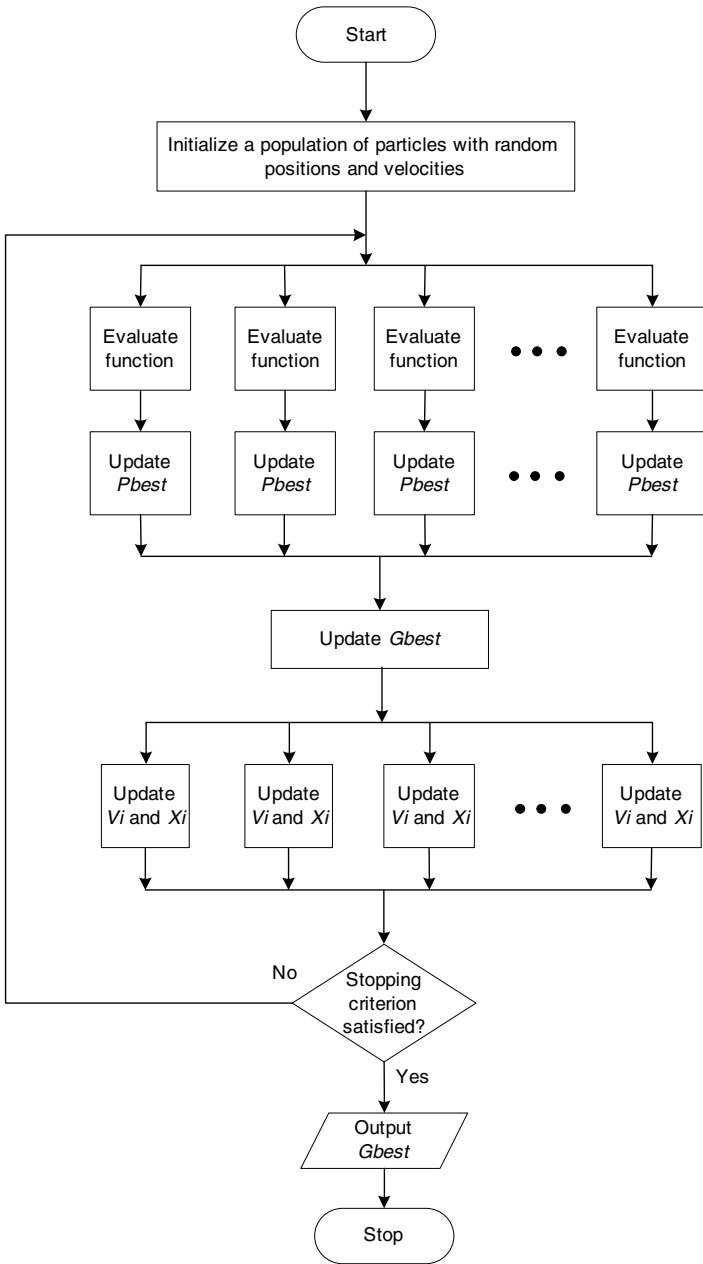 Start
Initialize a population of particles with random
positions and velocities
Evaluate
function
Evaluate
function
Evaluate
function
Evaluate
function
Update
Pbest
Update
Pbest
Update
Pbest
Update
Pbest
Update Gbest
Update
Vi and Xi
Update
Vi and Xi
Update
Vi and Xi
Update
Vi and Xi
No
Stopping
criterion
satisfied?
Yes
Output
Gbest
Stop